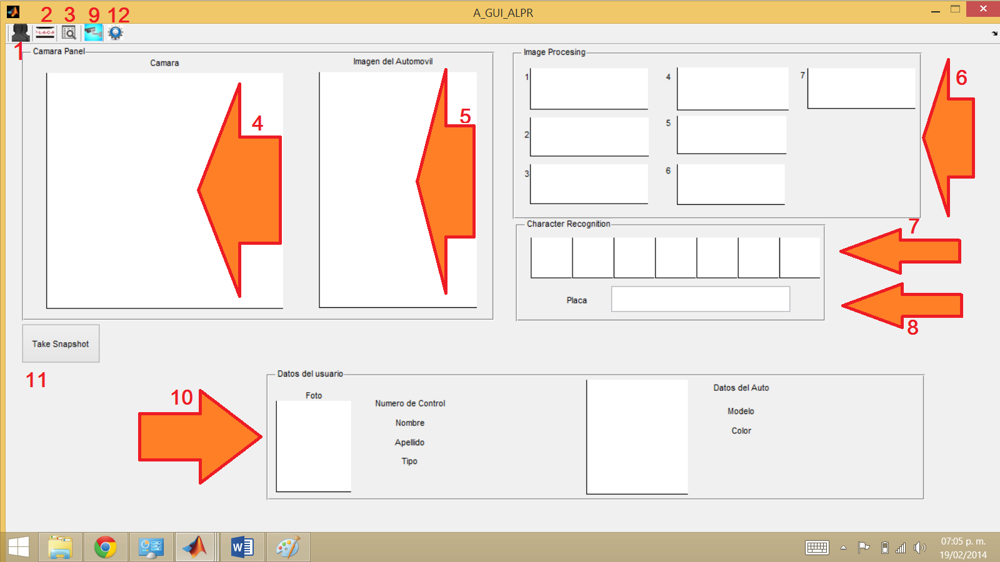 A_GUI_ALPR
2 3 9 12
1
Camara Panel
Camara
Imagen del Automovil
4
5
Image Procesing
1
2
3
4
5
6
7
6
Character Recognition
7
Placa
8
Take Snapshot
11
10
Datos del usuario
Foto
Numero de Control
Nombre
Apellido
Tipo
Datos del Auto
Modelo
Color
07:05 p. m.
19/02/2014